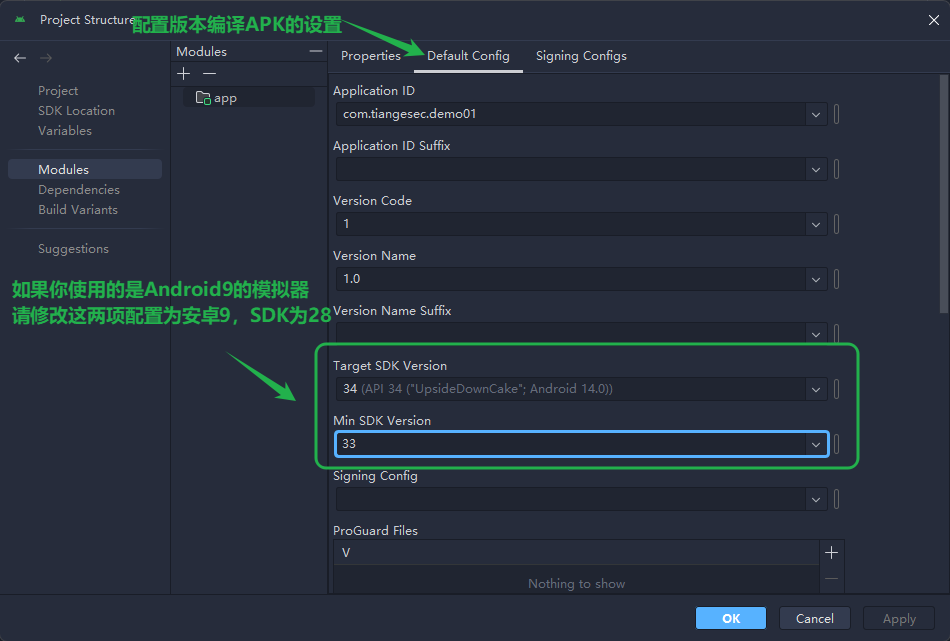 Project Structure
配置版本编译APK的设置
Project
SDK Location
Variables
Modules
Dependencies
Build Variants
Suggestions
Modules
app
Properties
Default Config
Signing Configs
Application ID
com.tiangesec.demo01
Application ID Suffix
Version Code
1
Version Name
1.0
Version Name Suffix
如果你使用的是Android9的模拟器
请修改这两项配置为安卓9，SDK为28
Target SDK Version
34 (API 34 ("UpsideDownCake"; Android 14.0))
Min SDK Version
33
Signing Config
ProGuard Files
V
Nothing to show
OK
Cancel
Apply